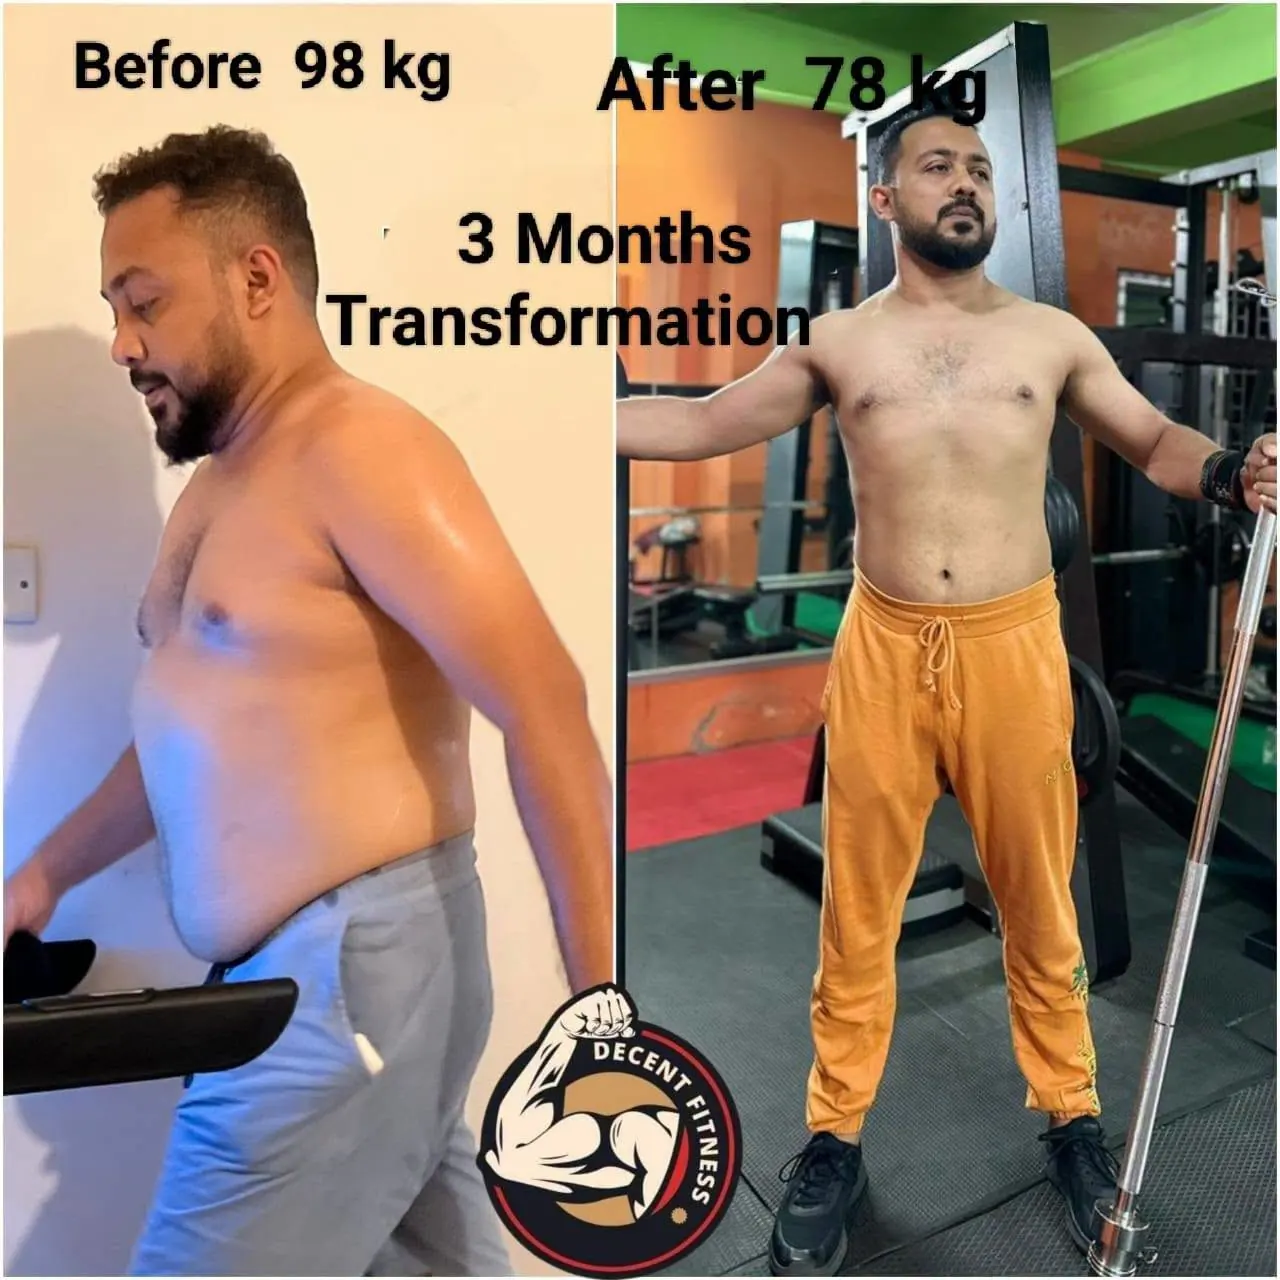 Before 98 kg
After 78 kg
3 Months
Transformation
DECENT FITNESS